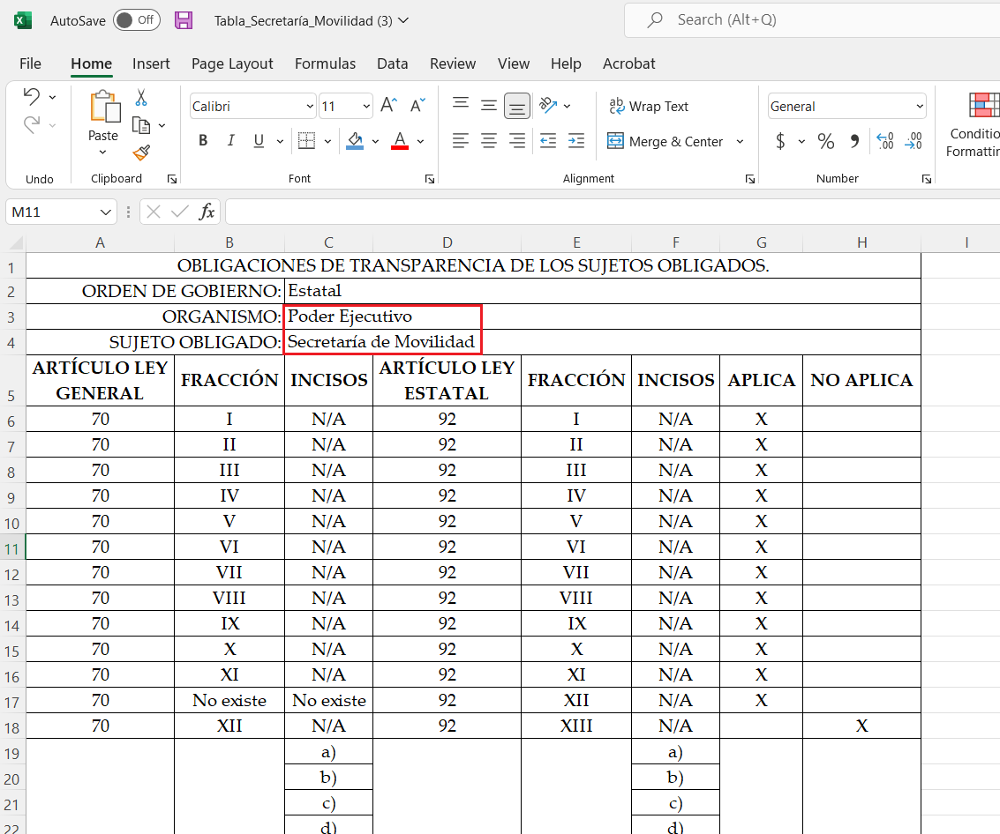 AutoSave Off Tabla_Secretaría_Movilidad (3) Search (Alt+Q)
File Home Insert Page Layout Formulas Data Review View Help Acrobat
Calibri 11 ab Wrap Text General
Paste B I U A Merge & Center $ % Conditio
Formattin
Undo Clipboard Font Alignment Number
M11 fx
A B C D E F G H I
1 OBLIGACIONES DE TRANSPARENCIA DE LOS SUJETOS OBLIGADOS.
2 ORDEN DE GOBIERNO: Estatal
3 ORGANISMO: Poder Ejecutivo
4 SUJETO OBLIGADO: Secretaría de Movilidad
5 ARTÍCULO LEY GENERAL FRACCIÓN INCISOS ARTÍCULO LEY ESTATAL FRACCIÓN INCISOS APLICA NO APLICA
6 70 I N/A 92 I N/A X
7 70 II N/A 92 II N/A X
8 70 III N/A 92 III N/A X
9 70 IV N/A 92 IV N/A X
10 70 V N/A 92 V N/A X
11 70 VI N/A 92 VI N/A X
12 70 VII N/A 92 VII N/A X
13 70 VIII N/A 92 VIII N/A X
14 70 IX N/A 92 IX N/A X
15 70 X N/A 92 X N/A X
16 70 XI N/A 92 XI N/A X
17 70 No existe No existe 92 XII N/A X
18 70 XII N/A 92 XIII N/A X
19 a) a)
20 b) b)
21 c) c)
22 d) d)